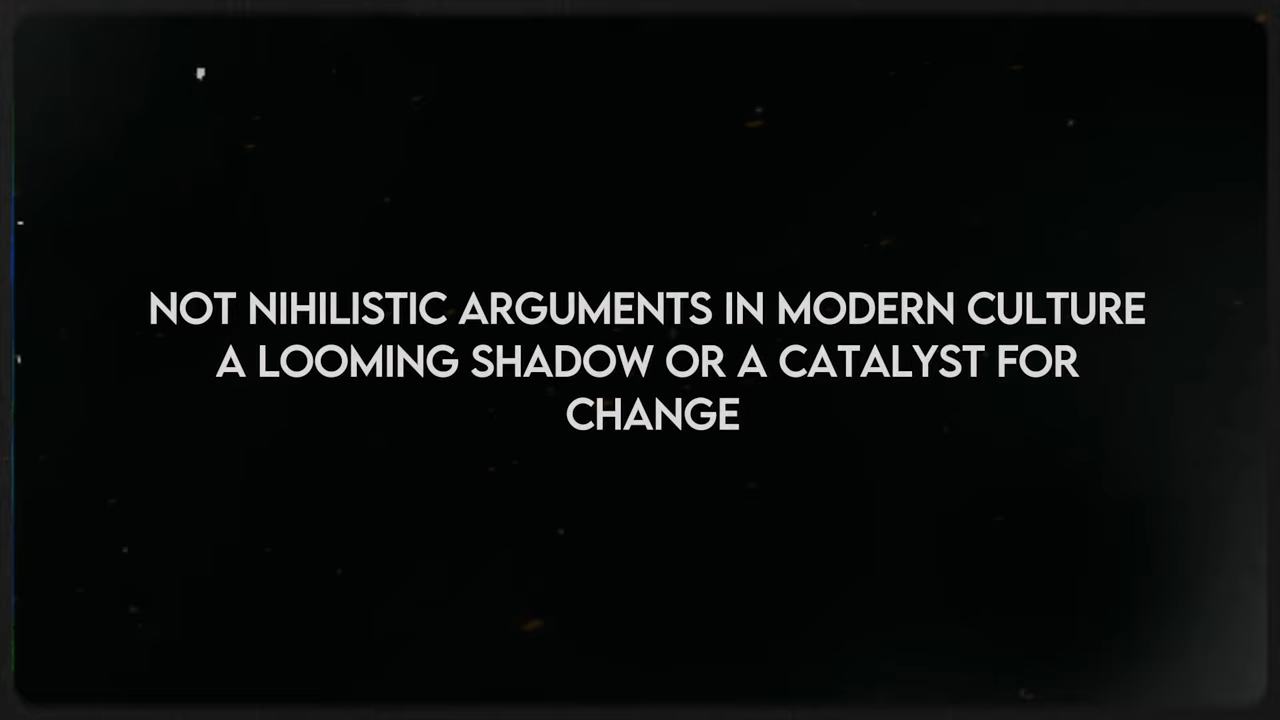 NOT NIHILISTIC ARGUMENTS IN MODERN CULTURE
A LOOMING SHADOW OR A CATALYST FOR
CHANGE